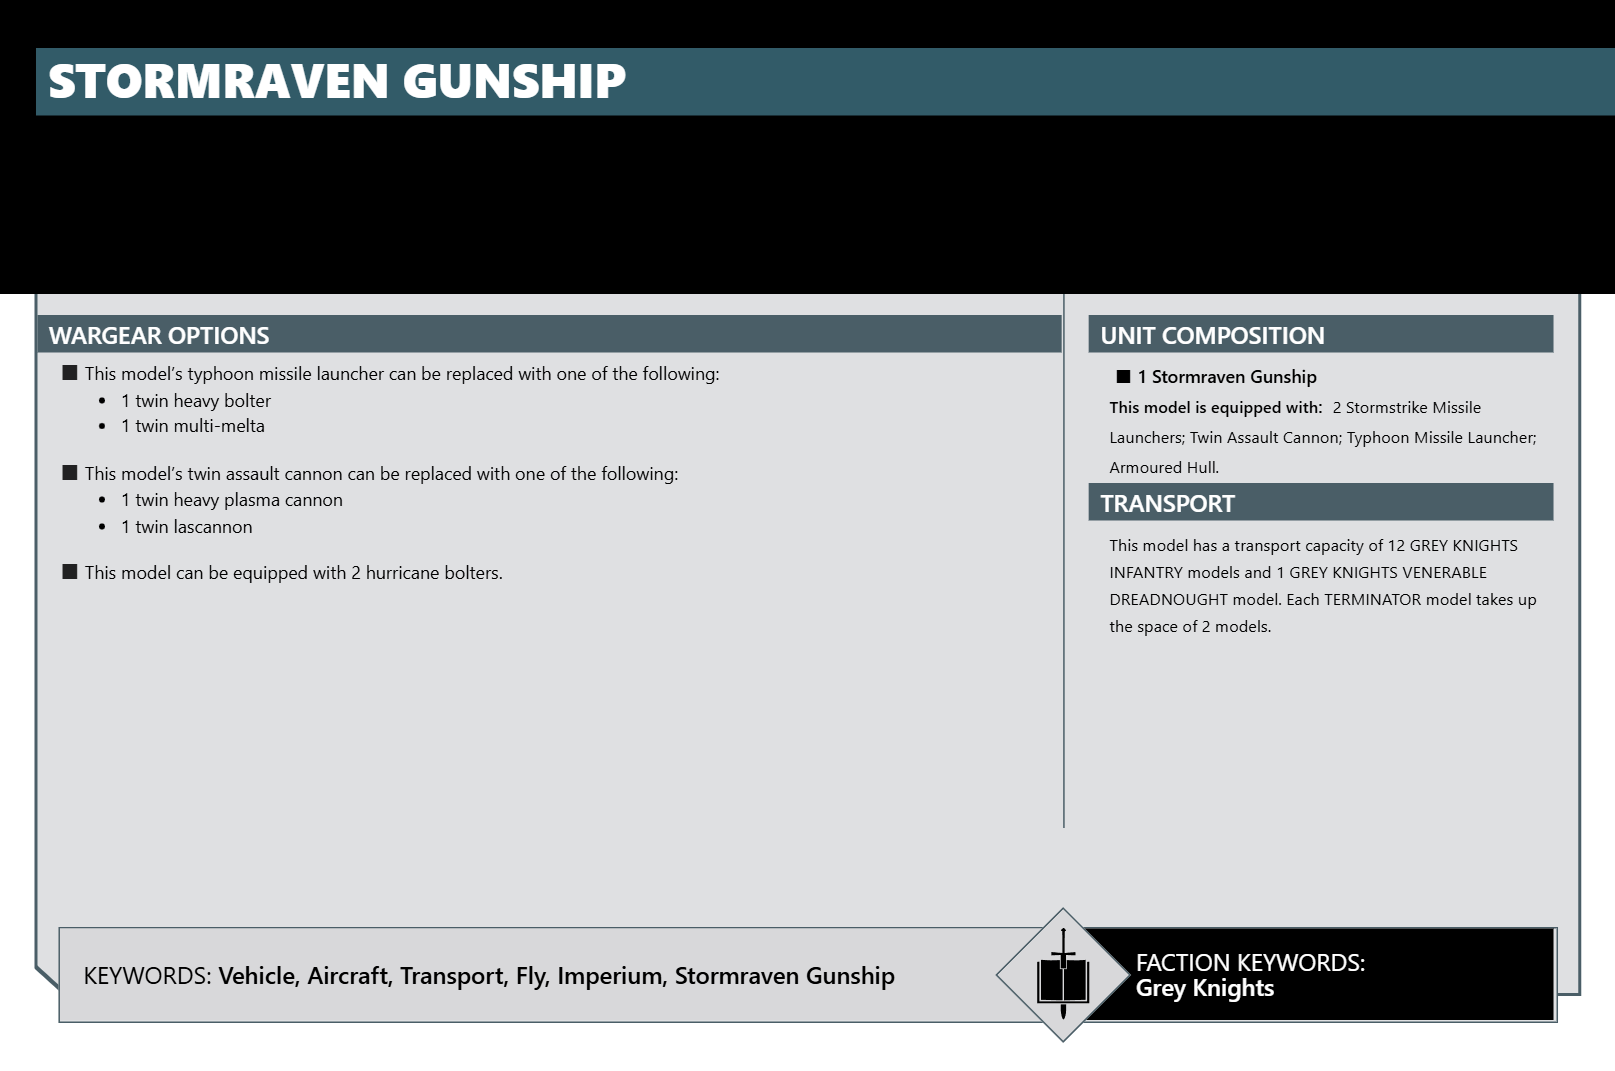 STORMRAVEN GUNSHIP
WARGEAR OPTIONS
■ This model's typhoon missile launcher can be replaced with one of the following:
• 1 twin heavy bolter
• 1 twin multi-melta
■ This model's twin assault cannon can be replaced with one of the following:
• 1 twin heavy plasma cannon
• 1 twin lascannon
■ This model can be equipped with 2 hurricane bolters.
UNIT COMPOSITION
■ 1 Stormraven Gunship
This model is equipped with: 2 Stormstrike Missile
Launchers; Twin Assault Cannon; Typhoon Missile Launcher;
Armoured Hull.
TRANSPORT
This model has a transport capacity of 12 GREY KNIGHTS
INFANTRY models and 1 GREY KNIGHTS VENERABLE
DREADNOUGHT model. Each TERMINATOR model takes up
the space of 2 models.
KEYWORDS: Vehicle, Aircraft, Transport, Fly, Imperium, Stormraven Gunship
FACTION KEYWORDS:
Grey Knights